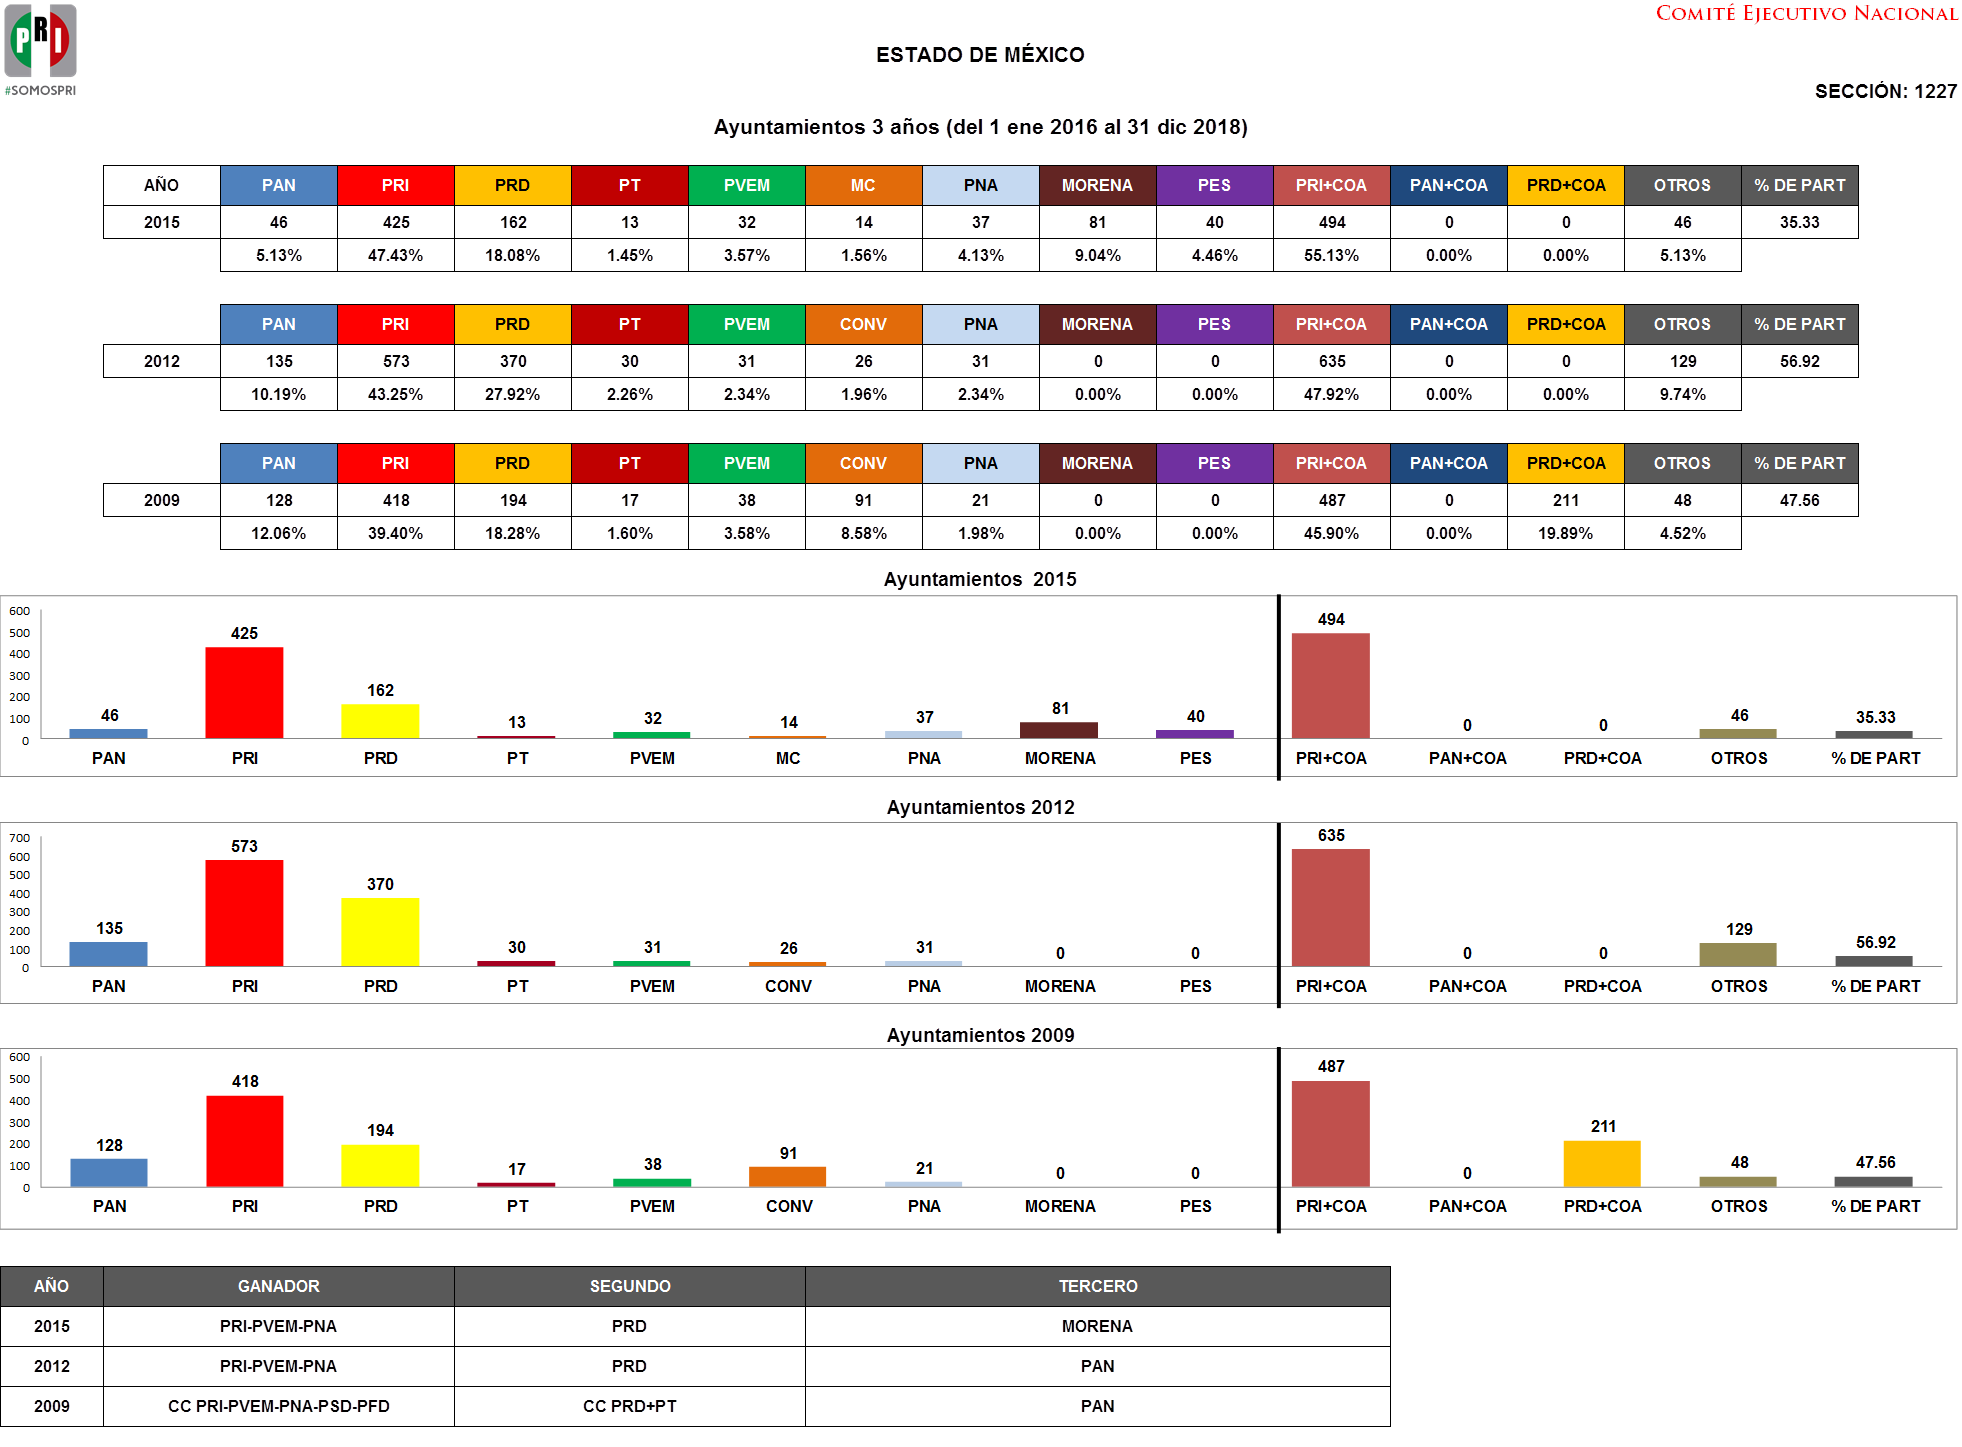 PRI
#SOMOSPRI
COMITÉ EJECUTIVO NACIONAL
ESTADO DE MÉXICO
SECCIÓN: 1227
Ayuntamientos 3 años (del 1 ene 2016 al 31 dic 2018)
AÑO PAN PRI PRD PT PVEM MC PNA MORENA PES PRI+COA PAN+COA PRD+COA OTROS % DE PART
2015 46 425 162 13 32 14 37 81 40 494 0 0 46 35.33
5.13% 47.43% 18.08% 1.45% 3.57% 1.56% 4.13% 9.04% 4.46% 55.13% 0.00% 0.00% 5.13%
PAN PRI PRD PT PVEM CONV PNA MORENA PES PRI+COA PAN+COA PRD+COA OTROS % DE PART
2012 135 573 370 30 31 26 31 0 0 635 0 0 129 56.92
10.19% 43.25% 27.92% 2.26% 2.34% 1.96% 2.34% 0.00% 0.00% 47.92% 0.00% 0.00% 9.74%
PAN PRI PRD PT PVEM CONV PNA MORENA PES PRI+COA PAN+COA PRD+COA OTROS % DE PART
2009 128 418 194 17 38 91 21 0 0 487 0 211 48 47.56
12.06% 39.40% 18.28% 1.60% 3.58% 8.58% 1.98% 0.00% 0.00% 45.90% 0.00% 19.89% 4.52%
Ayuntamientos 2015
600
500
400
300
200
100
0
46 425 162 13 32 14 37 81 40 494 0 0 46 35.33
PAN PRI PRD PT PVEM MC PNA MORENA PES PRI+COA PAN+COA PRD+COA OTROS % DE PART
Ayuntamientos 2012
700
600
500
400
300
200
100
0
135 573 370 30 31 26 31 0 0 635 0 0 129 56.92
PAN PRI PRD PT PVEM CONV PNA MORENA PES PRI+COA PAN+COA PRD+COA OTROS % DE PART
Ayuntamientos 2009
600
500
400
300
200
100
0
128 418 194 17 38 91 21 0 0 487 0 211 48 47.56
PAN PRI PRD PT PVEM CONV PNA MORENA PES PRI+COA PAN+COA PRD+COA OTROS % DE PART
AÑO GANADOR SEGUNDO TERCERO
2015 PRI-PVEM-PNA PRD MORENA
2012 PRI-PVEM-PNA PRD PAN
2009 CC PRI-PVEM-PNA-PSD-PFD CC PRD+PT PAN